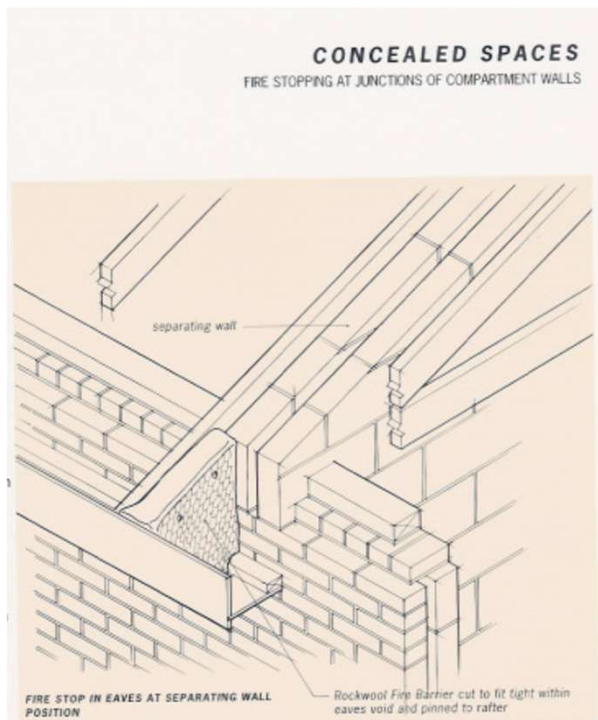 CONCEALED SPACES
FIRE STOPPING AT JUNCTIONS OF COMPARTMENT WALLS
separating wall
FIRE STOP IN EAVES AT SEPARATING WALL
POSITION
Rockwool Fire Barrier cut to fit tight within
eaves void and pinned to rafter